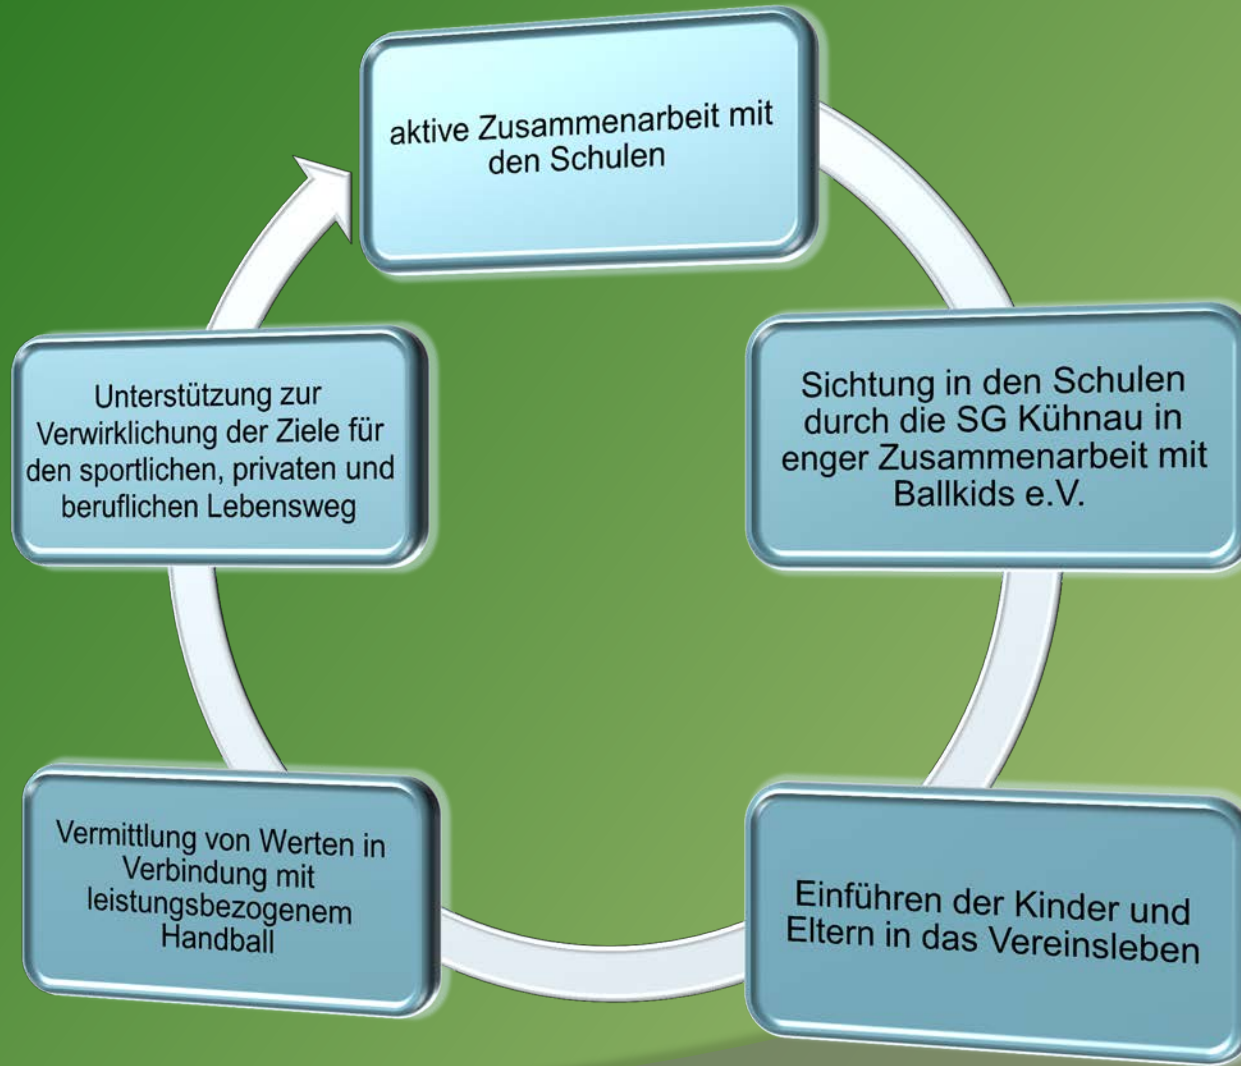 aktive Zusammenarbeit mit
den Schulen
Sichtung in den Schulen
durch die SG Kühnau in
enger Zusammenarbeit mit
Ballkids e.V.
Einführen der Kinder und
Eltern in das Vereinsleben
Vermittlung von Werten in
Verbindung mit
leistungsbezogenem
Handball
Unterstützung zur
Verwirklichung der Ziele für
den sportlichen, privaten und
beruflichen Lebensweg